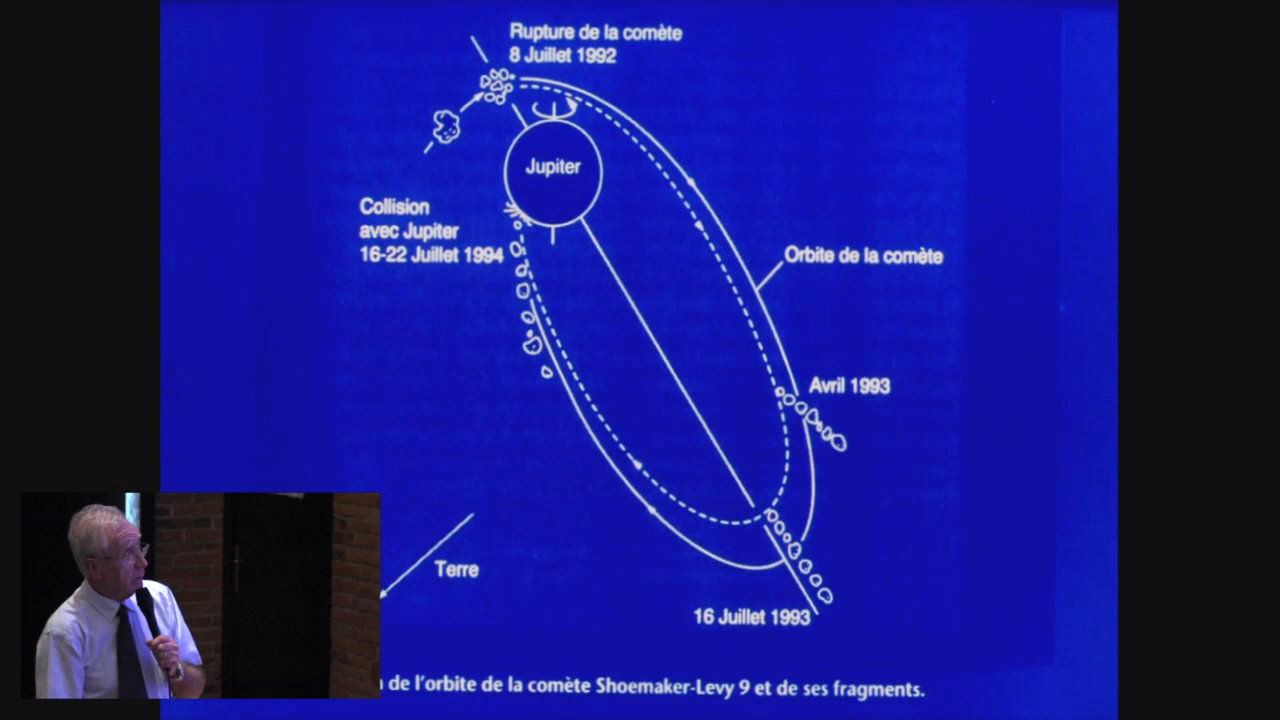 Rupture de la comète
8 Juillet 1992
Jupiter
Collision
avec Jupiter
16-22 Juillet 1994
Orbite de la comète
Avril 1993
Terre
16 Juillet 1993
de l'orbite de la comète Shoemaker-Levy 9 et de ses fragments.